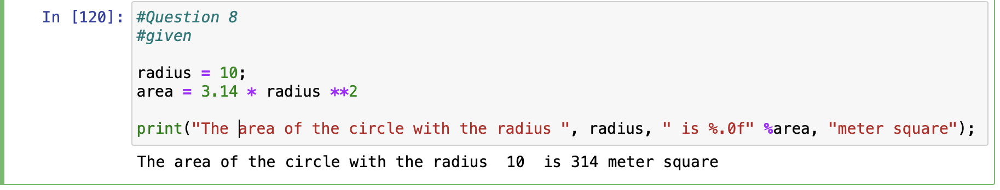 In [120]: #Question 8
#given
radius = 10;
area = 3.14 * radius **2
print("The area of the circle with the radius ", radius, " is %.0f" %area, "meter square");
The area of the circle with the radius  10  is 314 meter square